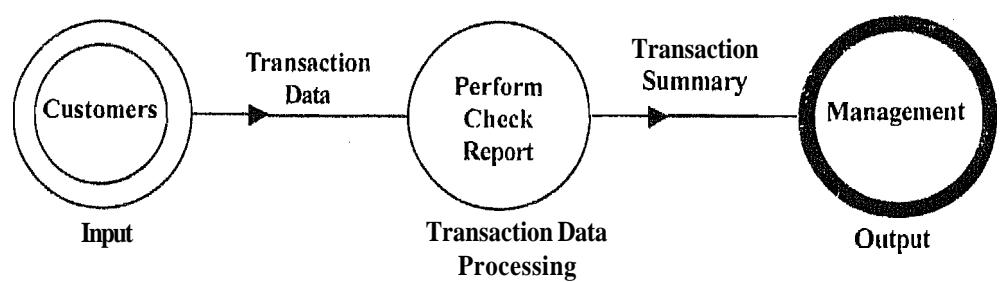 Customers
Input
Transaction
Data
Perform
Check
Report
Transaction Data
Processing
Transaction
Summary
Management
Output